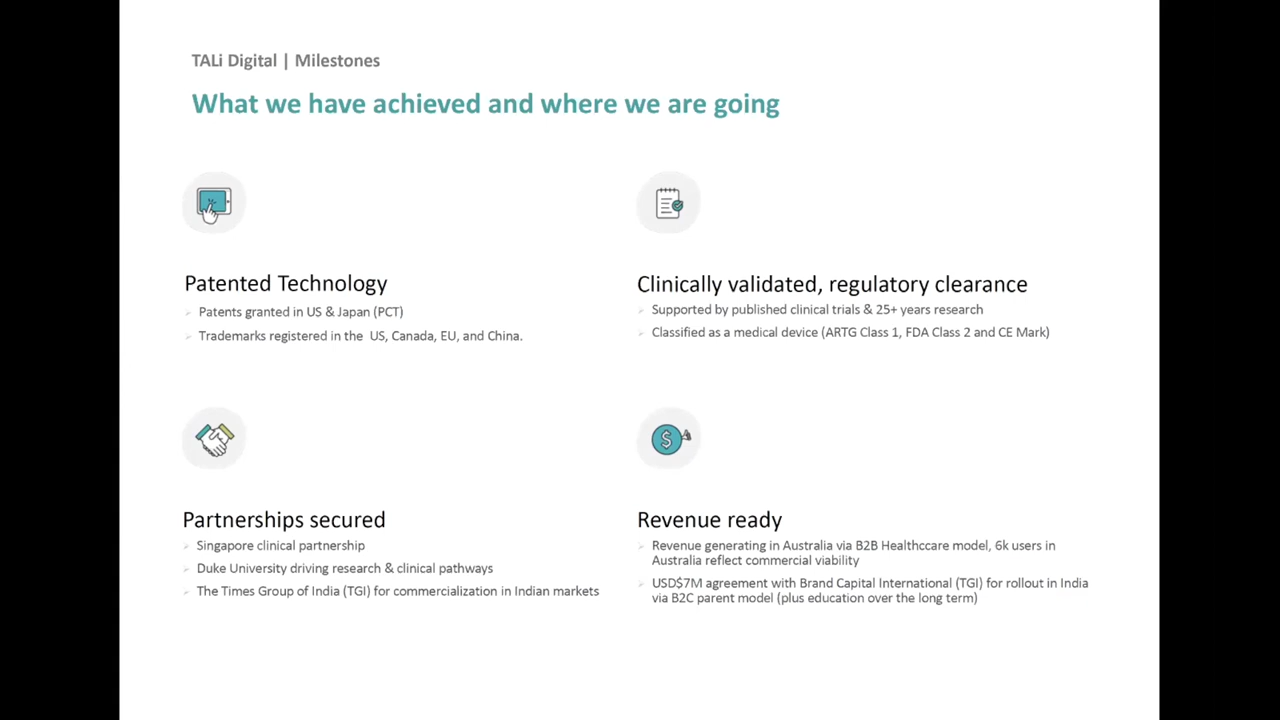 TALi Digital | Milestones
What we have achieved and where we are going
Patented Technology
Patents granted in US & Japan (PCT)
Trademarks registered in the US, Canada, EU, and China.
Clinically validated, regulatory clearance
Supported by published clinical trials & 25+ years research
Classified as a medical device (ARTG Class 1, FDA Class 2 and CE Mark)
Partnerships secured
Singapore clinical partnership
Duke University driving research & clinical pathways
The Times Group of India (TGI) for commercialization in Indian markets
Revenue ready
Revenue generating in Australia via B2B Healthccare model, 6k users in
Australia reflect commercial viability
USD$7M agreement with Brand Capital International (TGI) for rollout in India
via B2C parent model (plus education over the long term)